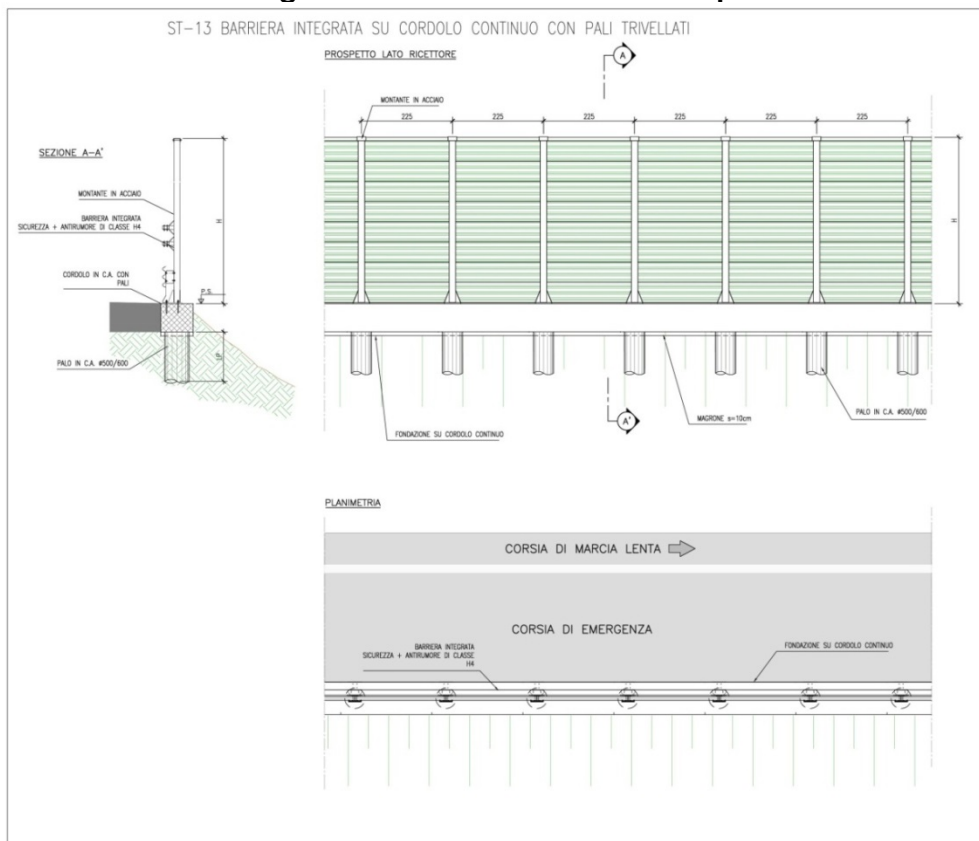 ST-13 BARRIERA INTEGRATA SU CORDOLO CONTINUO CON PALI TRIVELLATI
PROSPETTO LATO RICETTORE
A
MONTANTE IN ACCIAIO
225
225
225
225
225
225
SEZIONE A-A'
MONTANTE IN ACCIAIO
BARRIERA INTEGRATA
SICUREZZA + ANTIRUMORE DI CLASSE H4
H
H
CORDOLO IN C.A. CON
PALI
P.S.
LP
PALO IN C.A. ø500/600
A'
MAGRONE s=10cm
PALO IN C.A. ø500/600
FONDAZIONE SU CORDOLO CONTINUO
PLANIMETRIA
CORSIA DI MARCIA LENTA
CORSIA DI EMERGENZA
BARRIERA INTEGRATA
SICUREZZA + ANTIRUMORE DI CLASSE
H4
FONDAZIONE SU CORDOLO CONTINUO